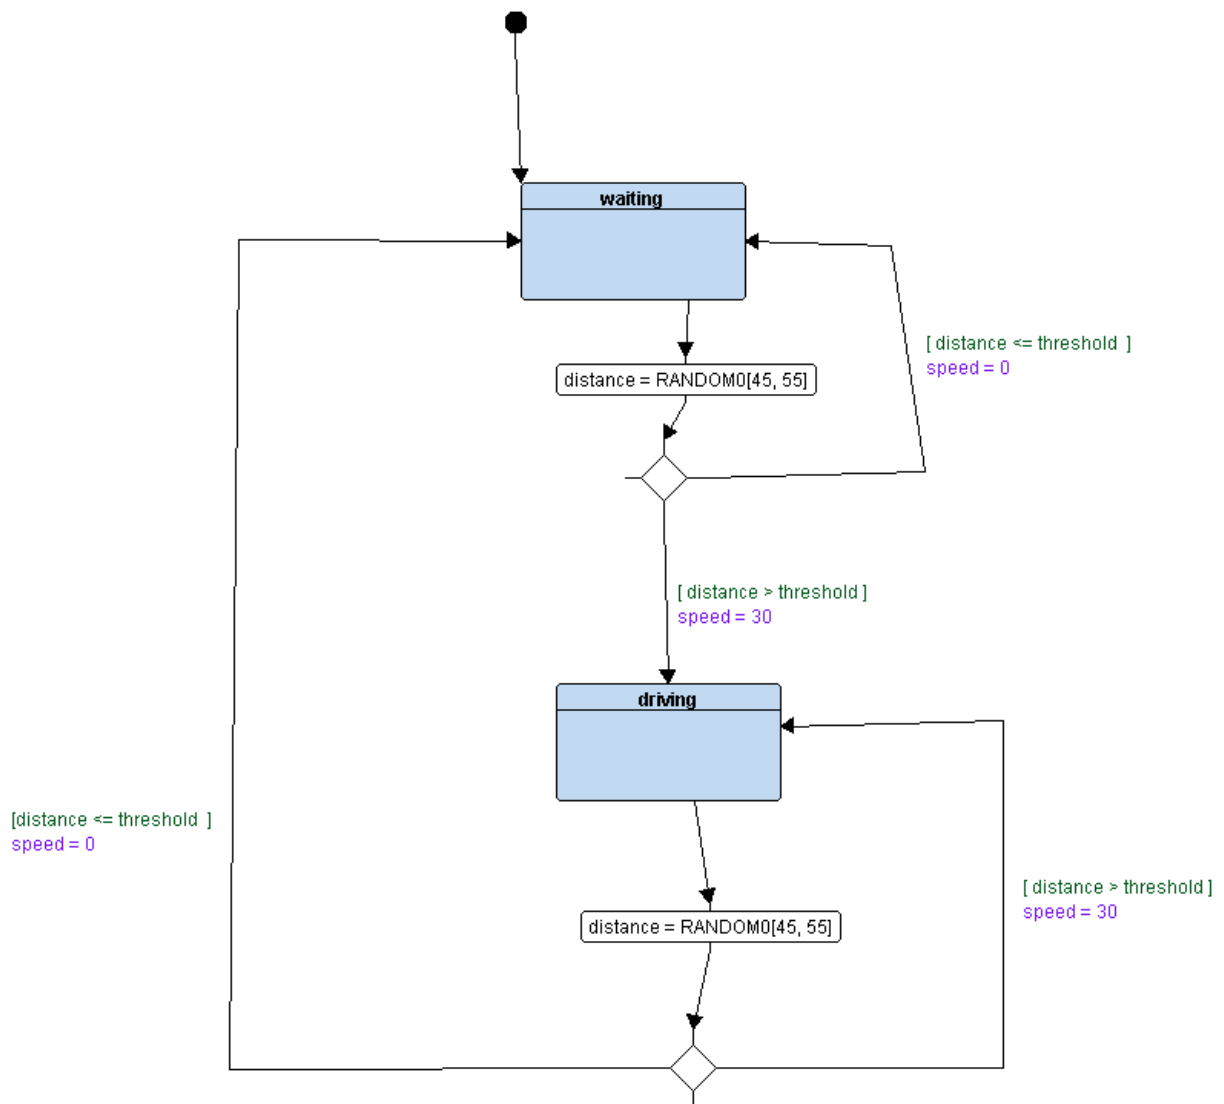 waiting
[ distance <= threshold ]
speed = 0
distance = RANDOM0[45, 55]
[ distance > threshold ]
speed = 30
driving
[distance <= threshold ]
speed = 0
[ distance > threshold ]
speed = 30
distance = RANDOM0[45, 55]